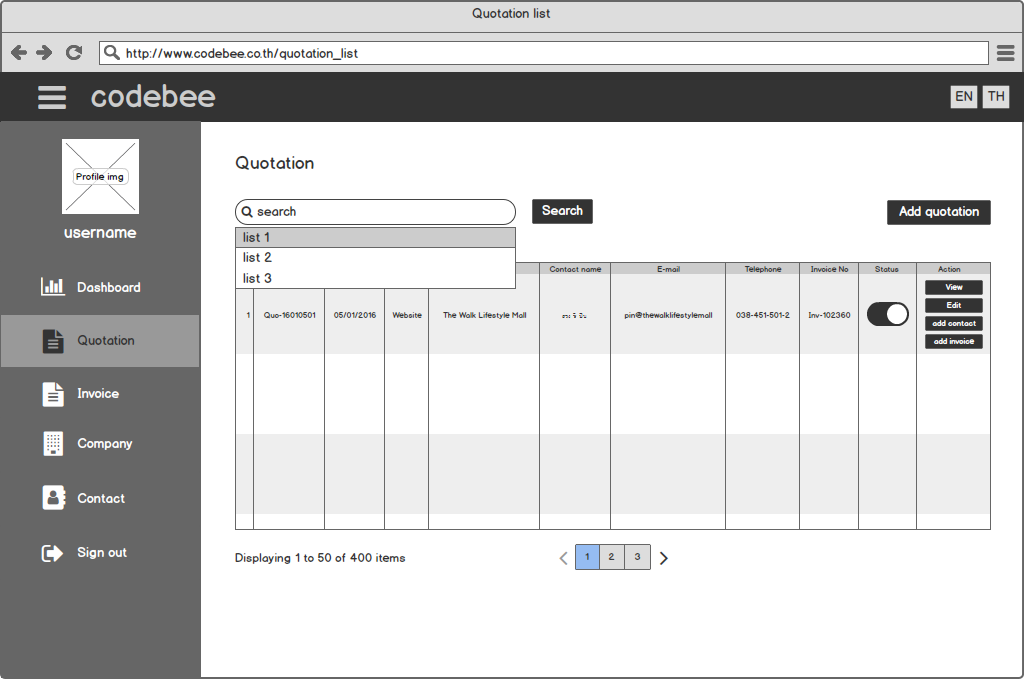 Quotation list
http://www.codebee.co.th/quotation_list
codebee
EN TH
Profile img
username
Dashboard
Quotation
Invoice
Company
Contact
Sign out
Quotation
search
Search
Add quotation
list 1
list 2
list 3
Contact name E-mail Telephone Invoice No Status Action
1 Quo-16010501 05/01/2016 Website The Walk Lifestyle Mall pin@thewalklifestylemall 038-451-501-2 Inv-102360
View
Edit
add contact
add invoice
Displaying 1 to 50 of 400 items
1 2 3